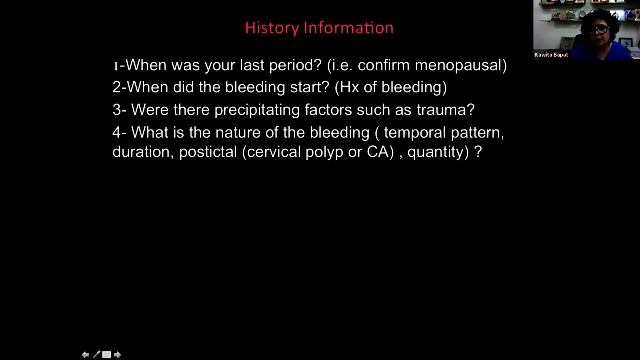 History Information
1-When was your last period? (i.e. confirm menopausal)
2-When did the bleeding start? (Hx of bleeding)
3- Were there precipitating factors such as trauma?
4- What is the nature of the bleeding ( temporal pattern,
duration, postictal (cervical polyp or CA) , quantity) ?
Kawita Bapat